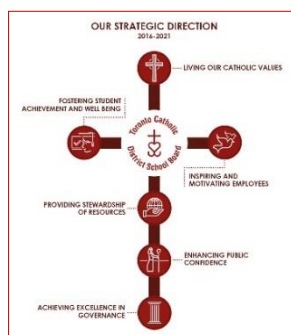 OUR STRATEGIC DIRECTION
2016-2021
LIVING OUR CATHOLIC VALUES
FOSTERING STUDENT
ACHIEVEMENT AND WELL BEING
Toronto Catholic
District School Board
INSPIRING AND
MOTIVATING EMPLOYEES
PROVIDING STEWARDSHIP
OF RESOURCES
ENHANCING PUBLIC
CONFIDENCE
ACHIEVING EXCELLENCE IN
GOVERNANCE